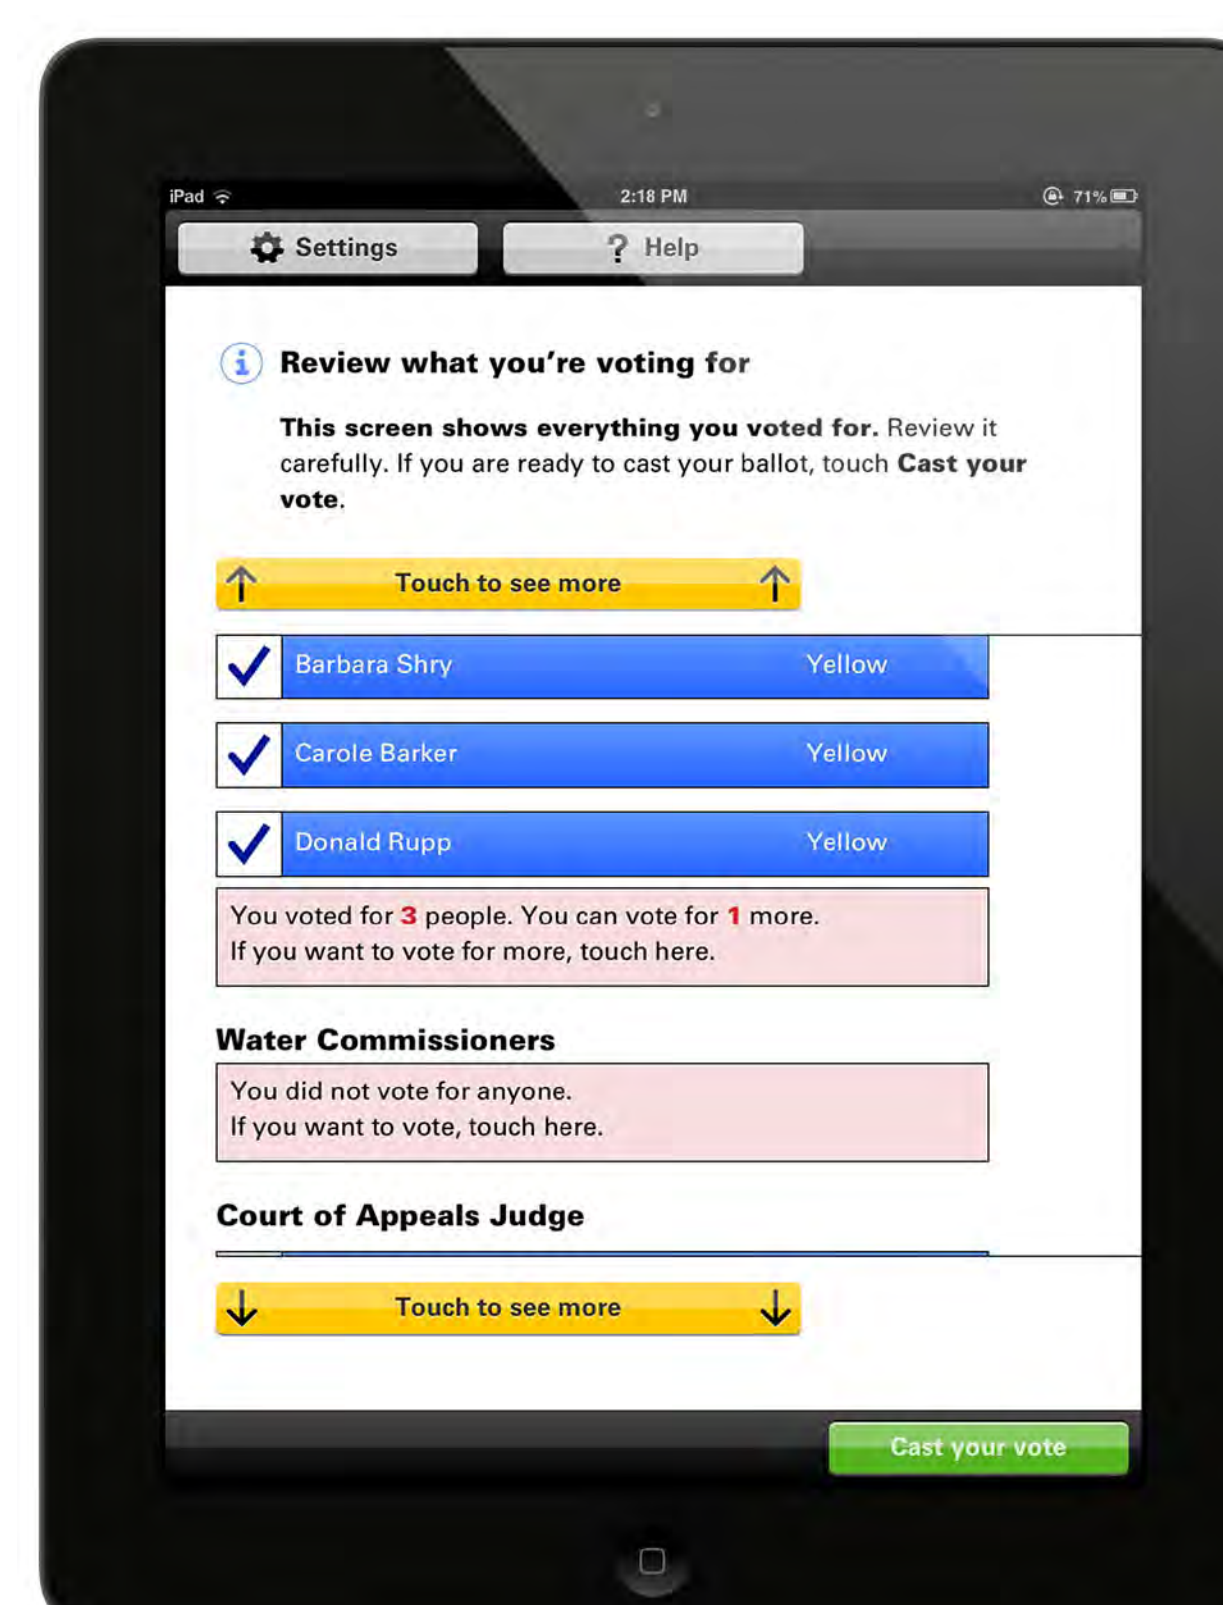 iPad 2:18 PM 71%
Settings ? Help
i Review what you're voting for
This screen shows everything you voted for. Review it
carefully. If you are ready to cast your ballot, touch Cast your
vote.
↑ Touch to see more ↑
Barbara Shry Yellow
Carole Barker Yellow
Donald Rupp Yellow
You voted for 3 people. You can vote for 1 more.
If you want to vote for more, touch here.
Water Commissioners
You did not vote for anyone.
If you want to vote, touch here.
Court of Appeals Judge
↓ Touch to see more ↓
Cast your vote